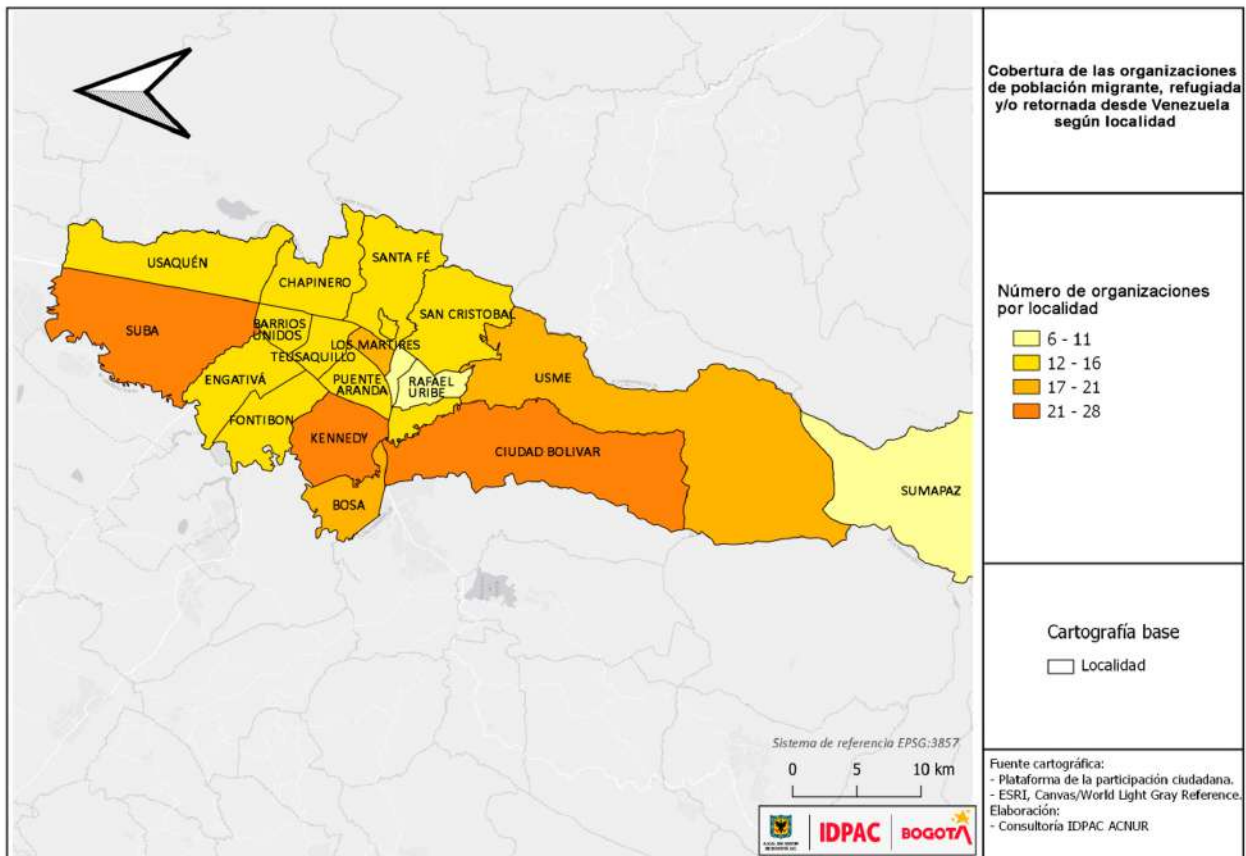 Cobertura de las organizaciones
de población migrante, refugiada
y/o retornada desde Venezuela
según localidad
Número de organizaciones
por localidad
6 - 11
12 - 16
17 - 21
21 - 28
Cartografía base
Localidad
Fuente cartográfica:
- Plataforma de la participación ciudadana.
- ESRI, Canvas/World Light Gray Reference.
Elaboración:
- Consultoría IDPAC ACNUR
USAQUÉN
CHAPINERO
SANTA FÉ
SAN CRISTOBAL
SUBA
BARRIOS
UNIDOS
LOS MARTIRES
TEUSAQUILLO
ENGATIVÁ
PUENTE
ARANDA
RAFAEL
URIBE
USME
FONTIBON
KENNEDY
CIUDAD BOLIVAR
BOSA
SUMAPAZ
Sistema de referencia EPSG:3857
0 5 10 km
IDPAC
BOGOTÁ